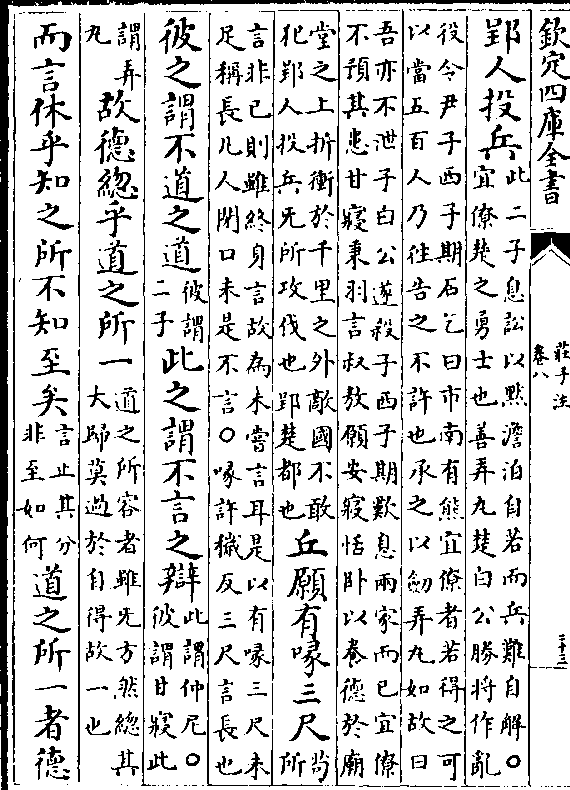 欽定四庫全書
莊子注
卷八
三十三
郢人投兵
此二子息訟以黙澹泊自若而兵難自解○
宜僚楚之勇士也善弄丸楚白公勝將作亂
役令尹子西子期石乞曰市南有熊宜僚者若得之可
以當五百人乃往告之不許也承之以劒弄丸如故曰
吾亦不泄子白公遂殺子西子期歎息兩家而已宜僚
不預其患甘寢秉羽言叔敖願安寢恬卧以養德於廟
堂之上折衝於千里之外敵國不敢
犯郢人投兵无所攻伐也郢楚都也
丘願有喙三尺
苟
所
言非已則雖終身言故為未嘗言耳是以有喙三尺未
足稱長凡人閉口未是不言○喙許穢反三尺言長也
彼之謂不道之道
彼謂
二子
此之謂不言之辯
此謂仲尼○
彼謂甘寢此
謂弄
丸
故德緫乎道之所一
道之所容者雖无方然緫其
大歸莫過於自得故一也
而言休乎知之所不知至矣
言止其分
非至如何
道之所一者德